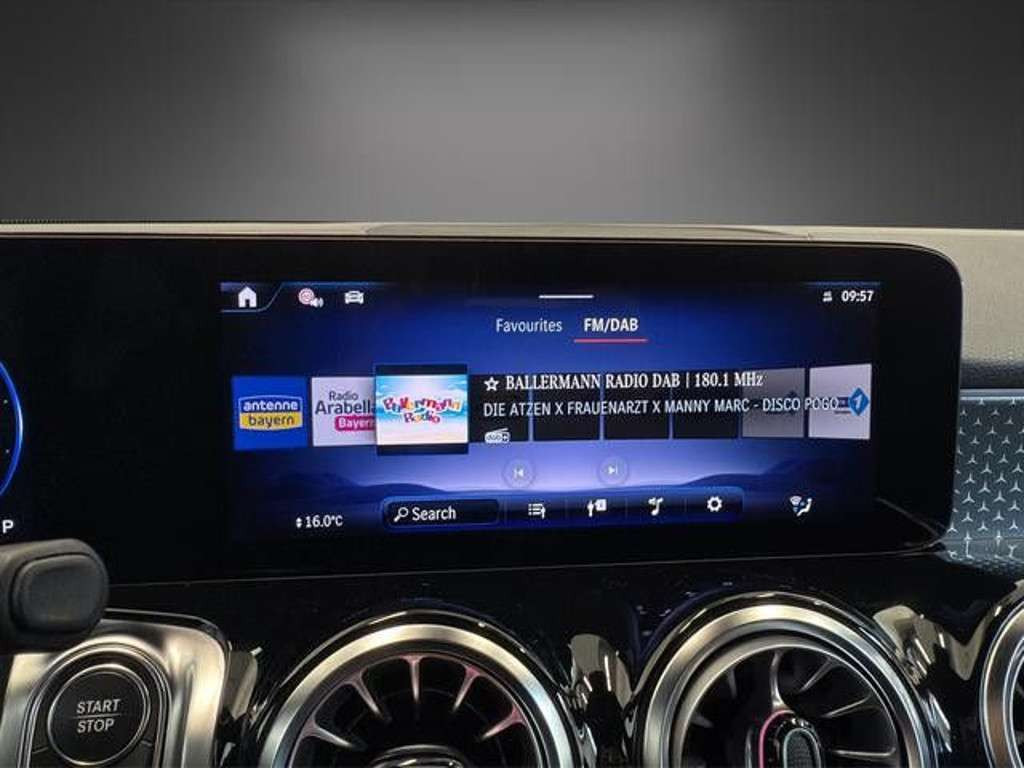 09:57
Favourites FM/DAB
antenne
bayern
Radio
Arabella
Bayern
Ballermann
Radio
BALLERMANN RADIO DAB | 180.1 MHz
DIE ATZEN X FRAUENARZT X MANNY MARC - DISCO POGO
1
16.0°C
Search
P
START
STOP